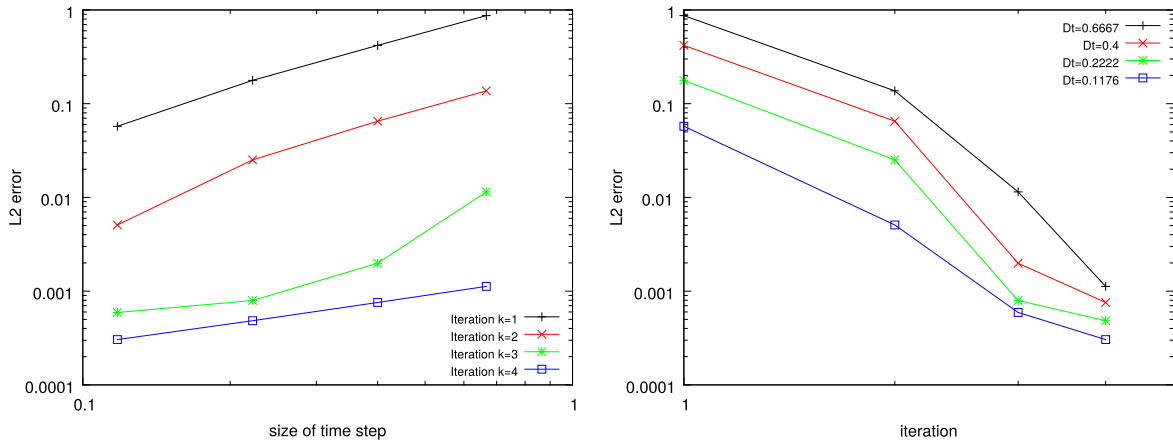 1
0.1
0.01
0.001
0.0001
0.1
1
L2 error
size of time step
Iteration k=1
Iteration k=2
Iteration k=3
Iteration k=4
1
0.1
0.01
0.001
0.0001
1
L2 error
iteration
Dt=0.6667
Dt=0.4
Dt=0.2222
Dt=0.1176